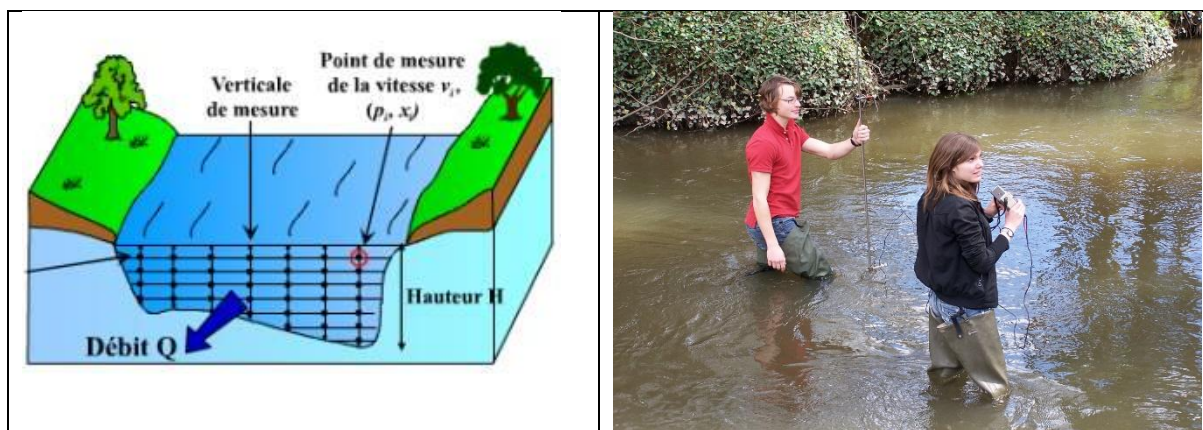 Verticale
de mesure
Point de mesure
de la vitesse vᵢ,
(pᵢ, xᵢ)
Hauteur H
Débit Q